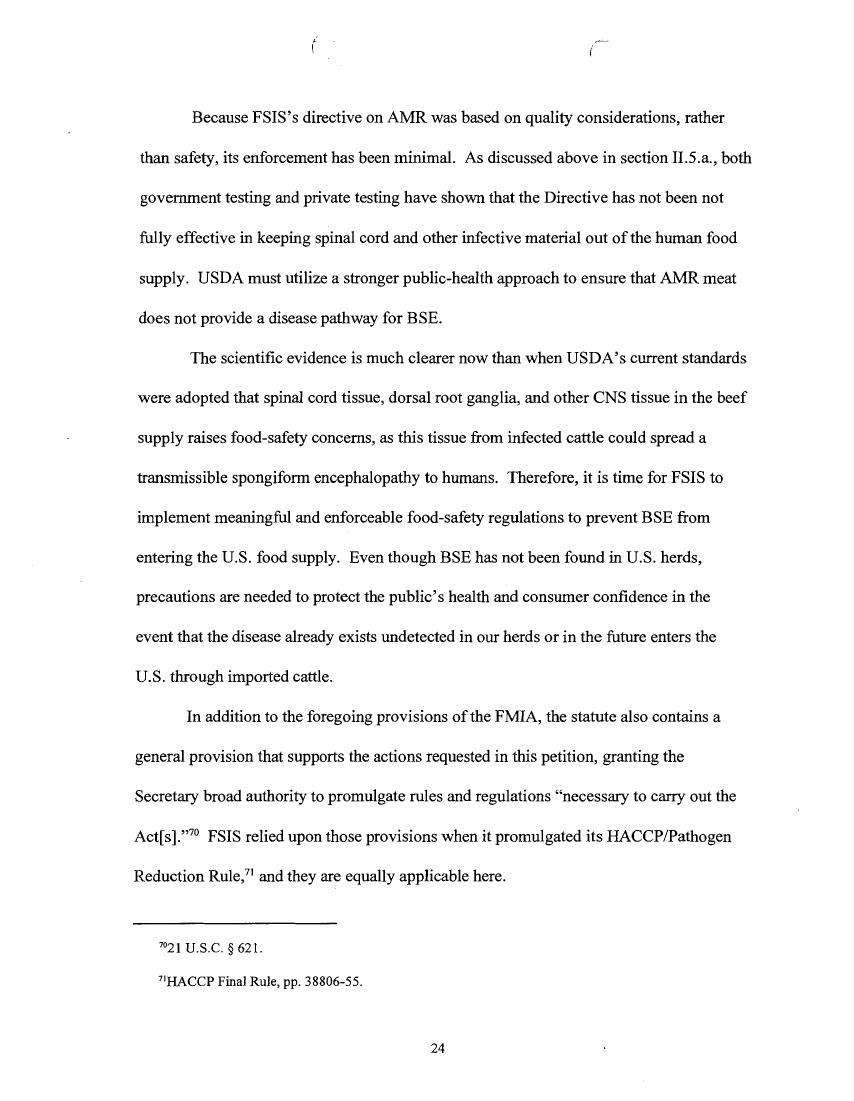 Because FSIS's directive on AMR was based on quality considerations, rather
than safety, its enforcement has been minimal. As discussed above in section II.5.a., both
government testing and private testing have shown that the Directive has not been not
fully effective in keeping spinal cord and other infective material out of the human food
supply. USDA must utilize a stronger public-health approach to ensure that AMR meat
does not provide a disease pathway for BSE.
The scientific evidence is much clearer now than when USDA's current standards
were adopted that spinal cord tissue, dorsal root ganglia, and other CNS tissue in the beef
supply raises food-safety concerns, as this tissue from infected cattle could spread a
transmissible spongiform encephalopathy to humans. Therefore, it is time for FSIS to
implement meaningful and enforceable food-safety regulations to prevent BSE from
entering the U.S. food supply. Even though BSE has not been found in U.S. herds,
precautions are needed to protect the public's health and consumer confidence in the
event that the disease already exists undetected in our herds or in the future enters the
U.S. through imported cattle.
In addition to the foregoing provisions of the FMIA, the statute also contains a
general provision that supports the actions requested in this petition, granting the
Secretary broad authority to promulgate rules and regulations “necessary to carry out the
Act[s].”70 FSIS relied upon those provisions when it promulgated its HACCP/Pathogen
Reduction Rule,71 and they are equally applicable here.
7021 U.S.C. § 621.
71HACCP Final Rule, pp. 38806-55.
24